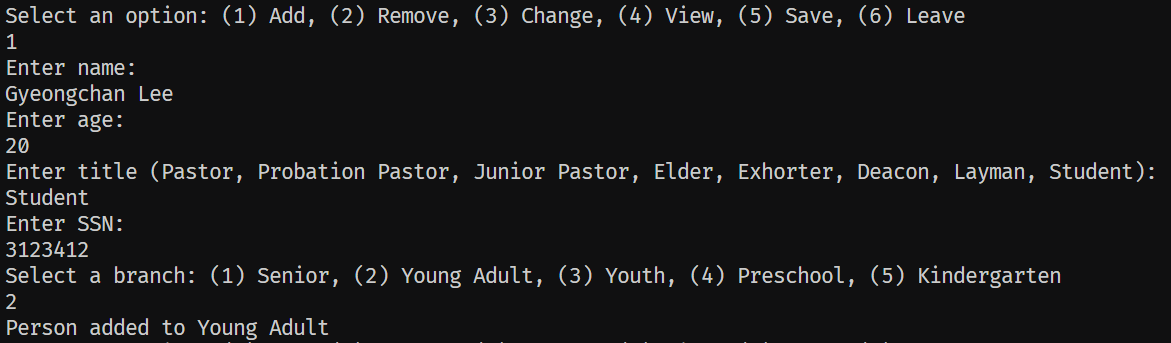 Select an option: (1) Add, (2) Remove, (3) Change, (4) View, (5) Save, (6) Leave
1
Enter name:
Gyeongchan Lee
Enter age:
20
Enter title (Pastor, Probation Pastor, Junior Pastor, Elder, Exhorter, Deacon, Layman, Student):
Student
Enter SSN:
3123412
Select a branch: (1) Senior, (2) Young Adult, (3) Youth, (4) Preschool, (5) Kindergarten
2
Person added to Young Adult